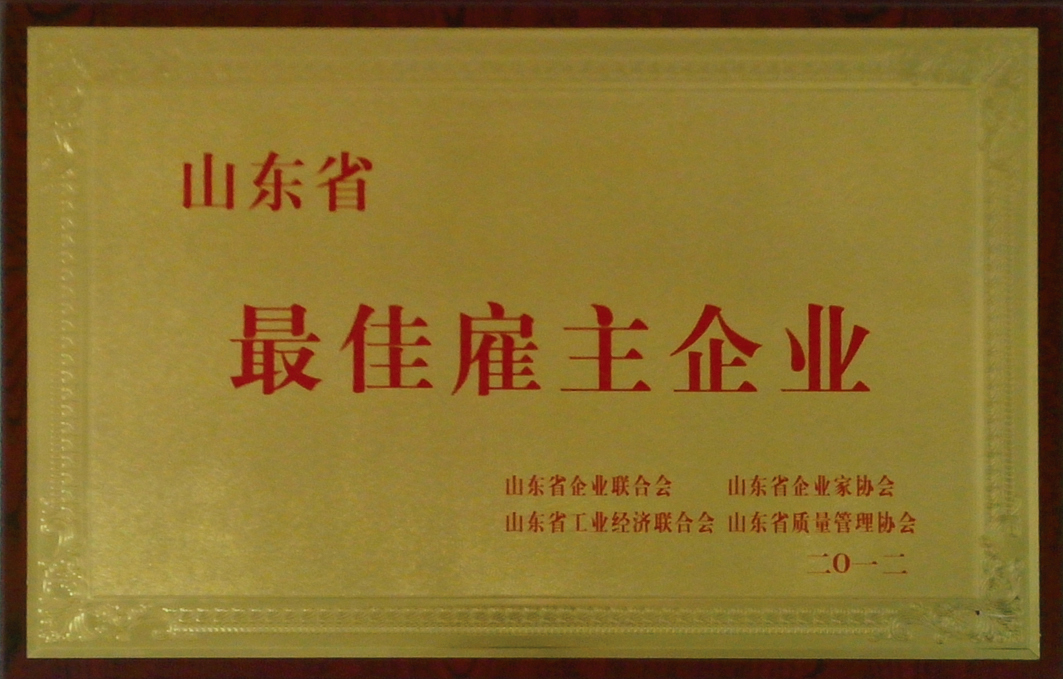 山东省
最佳雇主企业
山东省企业联合会 山东省企业家协会
山东省工业经济联合会 山东省质量管理协会
二O一二